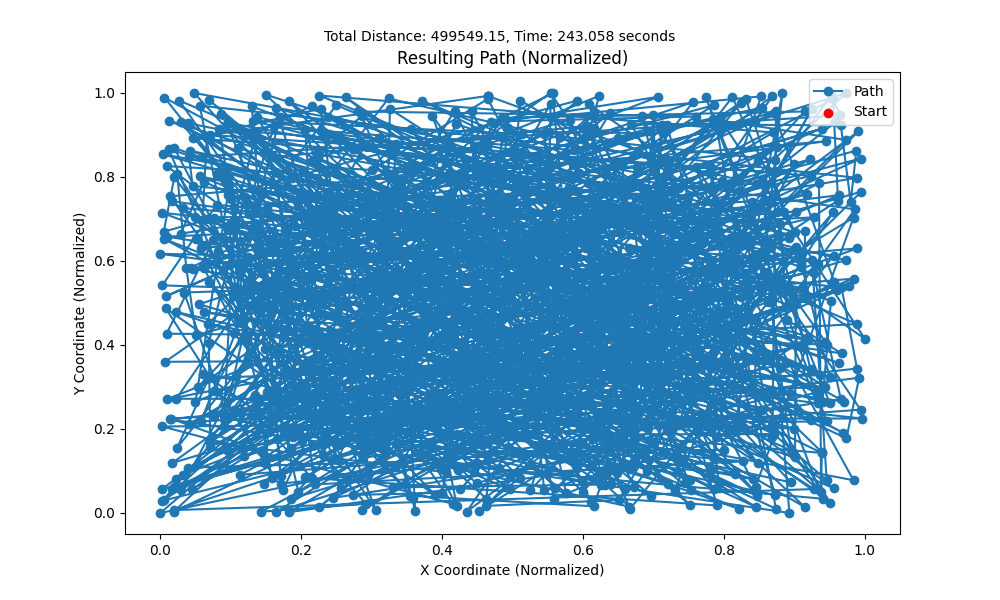 Total Distance: 499549.15, Time: 243.058 seconds
Resulting Path (Normalized)
Path
Start
1.0
0.8
0.6
0.4
0.2
0.0
Y Coordinate (Normalized)
0.0 0.2 0.4 0.6 0.8 1.0
X Coordinate (Normalized)